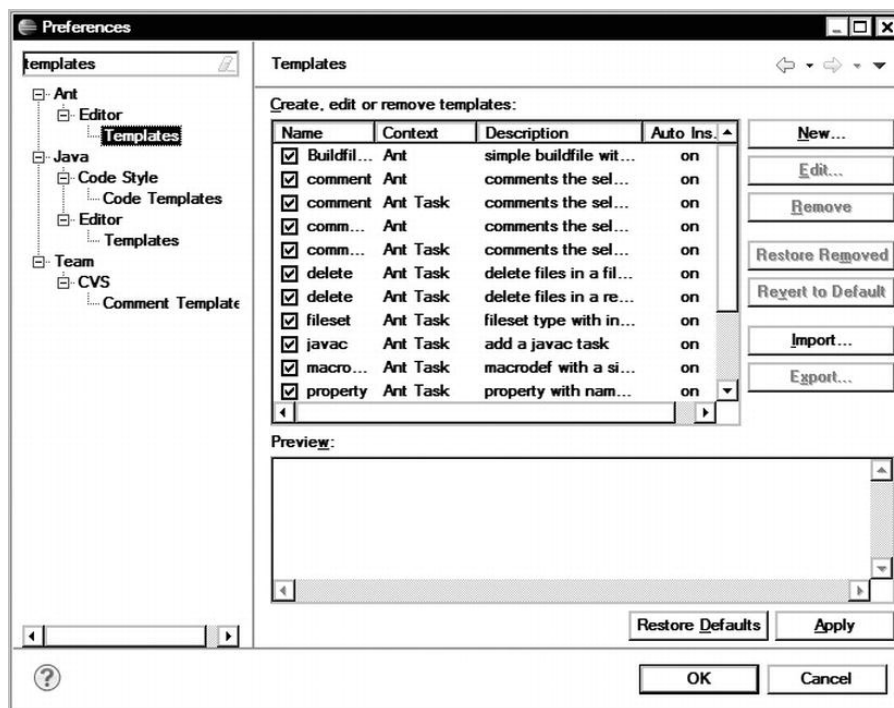 Preferences
templates
Ant
Editor
Templates
Java
Code Style
Code Templates
Editor
Templates
Team
CVS
Comment Template
Templates
Create, edit or remove templates:
Name Context Description Auto Ins.
Buildfil... Ant simple buildfile wit... on
comment Ant comments the sel... on
comment Ant Task comments the sel... on
comm... Ant comments the sel... on
comm... Ant Task comments the sel... on
delete Ant Task delete files in a fil... on
delete Ant Task delete files in a re... on
fileset Ant Task fileset type with in... on
javac Ant Task add a javac task on
macro... Ant Task macrodef with a si... on
property Ant Task property with nam... on
New...
Edit...
Remove
Restore Removed
Revert to Default
Import...
Export...
Preview:
Restore Defaults Apply
? OK Cancel